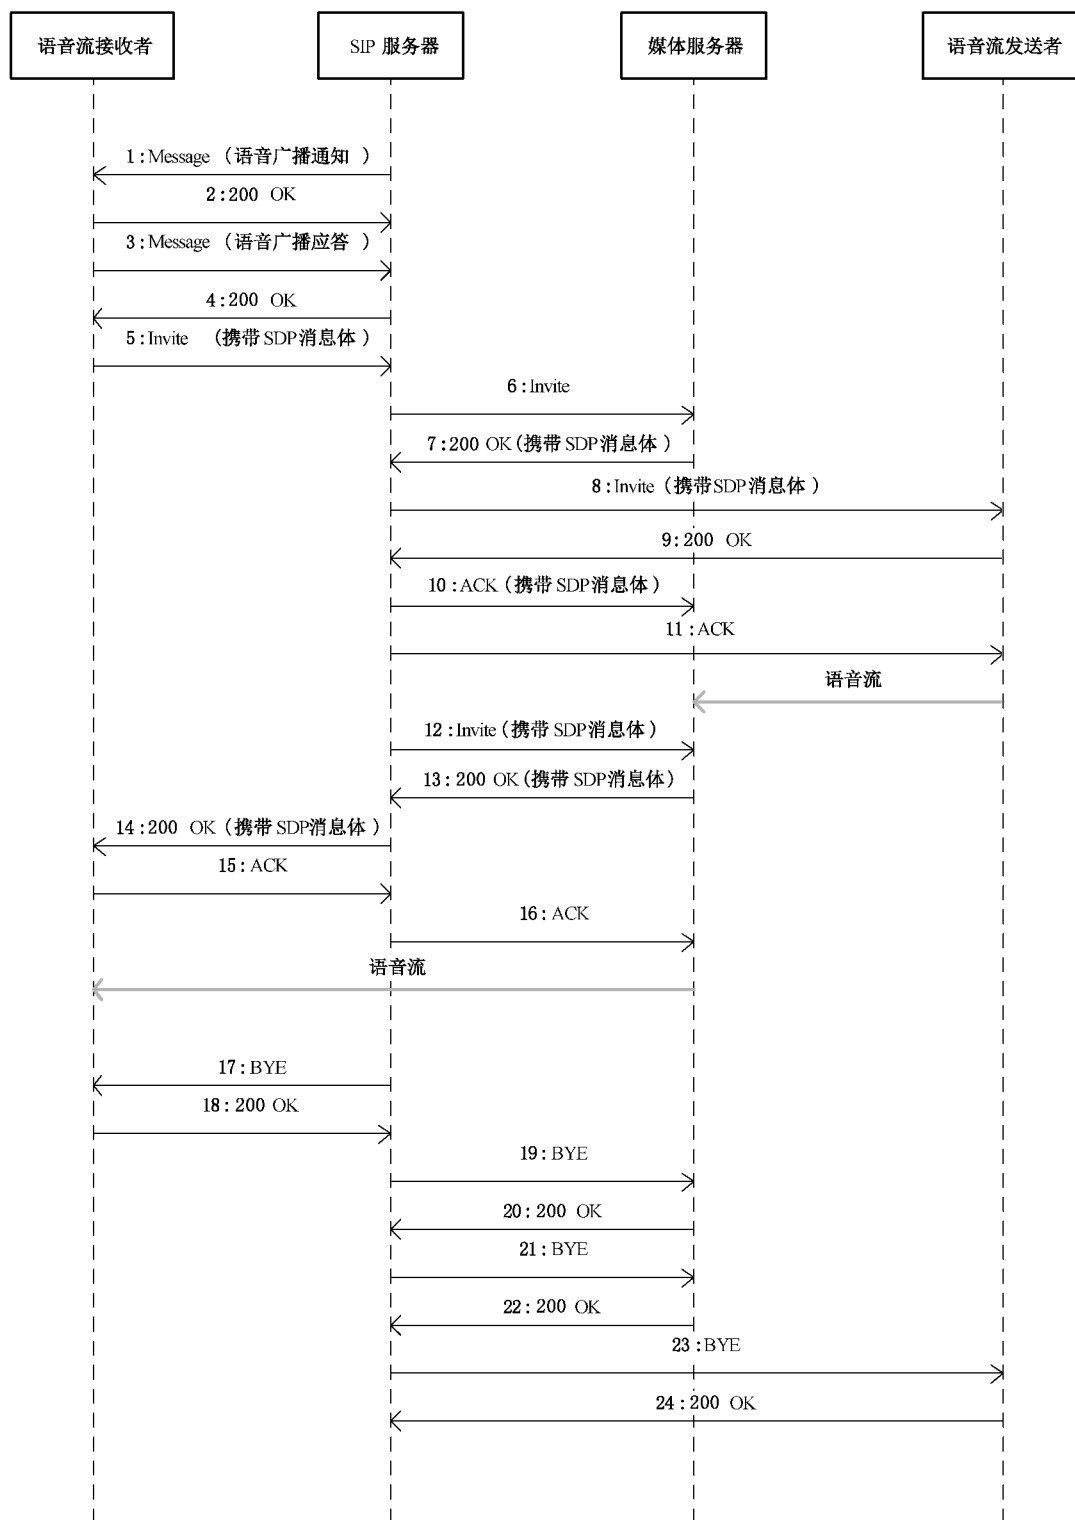 语音流接收者
SIP 服务器
媒体服务器
语音流发送者
1:Message （语音广播通知 ）
2:200 OK
3:Message （语音广播应答 ）
4:200 OK
5:Invite （携带SDP消息体）
6:Invite
7:200 OK(携带SDP消息体)
8:Invite（携带SDP消息体）
9:200 OK
10:ACK（携带SDP消息体）
11:ACK
语音流
12:Invite（携带SDP消息体）
13:200 OK(携带SDP消息体)
14:200 OK（携带SDP消息体）
15:ACK
16:ACK
语音流
17:BYE
18:200 OK
19:BYE
20:200 OK
21:BYE
22:200 OK
23:BYE
24:200 OK